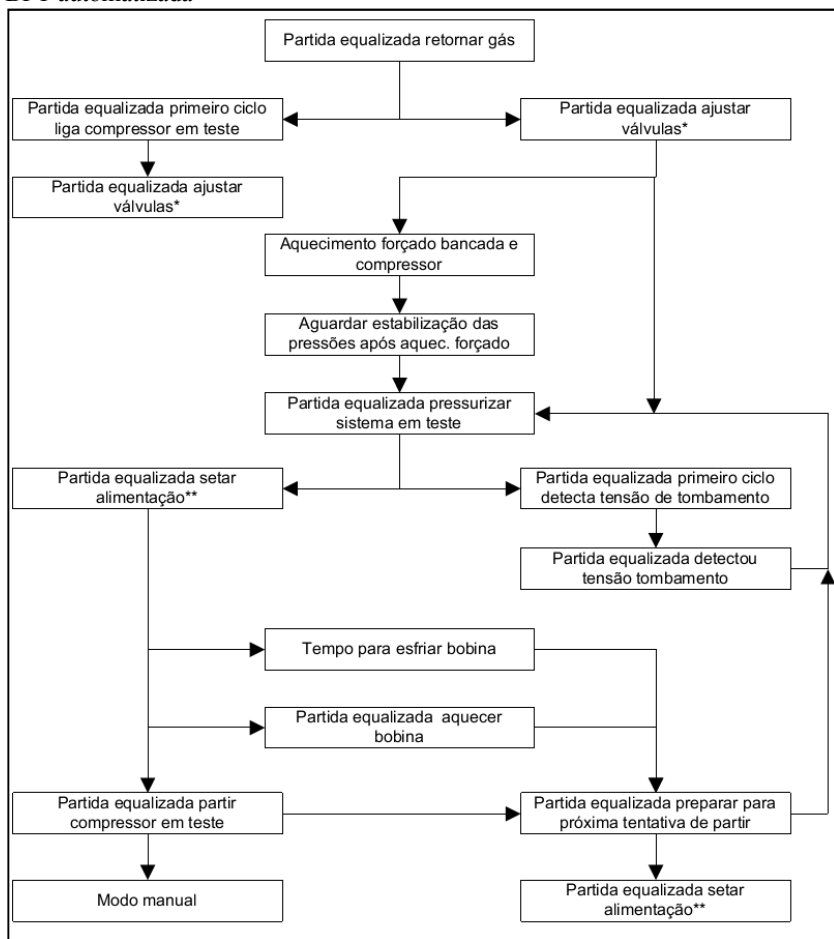 Partida equalizada retornar gás
Partida equalizada primeiro ciclo
liga compressor em teste
Partida equalizada ajustar
válvulas*
Partida equalizada ajustar
válvulas*
Aquecimento forçado bancada e
compressor
Aguardar estabilização das
pressões após aquec. forçado
Partida equalizada pressurizar
sistema em teste
Partida equalizada setar
alimentação**
Partida equalizada primeiro ciclo
detecta tensão de tombamento
Partida equalizada detectou
tensão tombamento
Tempo para esfriar bobina
Partida equalizada aquecer
bobina
Partida equalizada partir
compressor em teste
Partida equalizada preparar para
próxima tentativa de partir
Modo manual
Partida equalizada setar
alimentação**